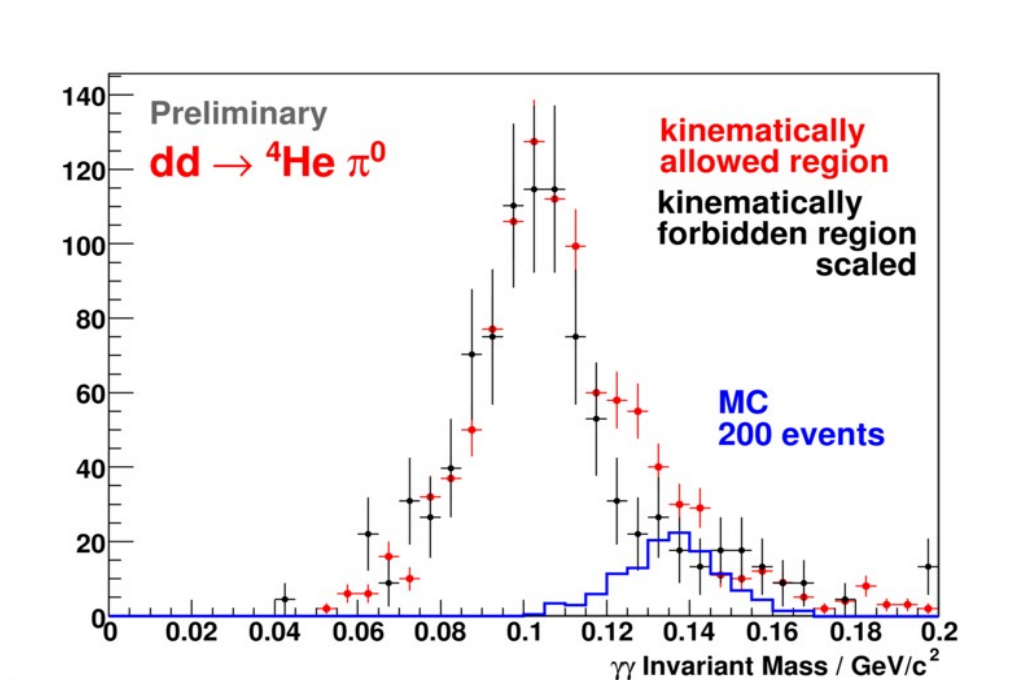 Preliminary
dd → ⁴He π⁰
kinematically
allowed region
kinematically
forbidden region
scaled
MC
200 events
140
120
100
80
60
40
20
0
0 0.02 0.04 0.06 0.08 0.1 0.12 0.14 0.16 0.18 0.2
γγ Invariant Mass / GeV/c²